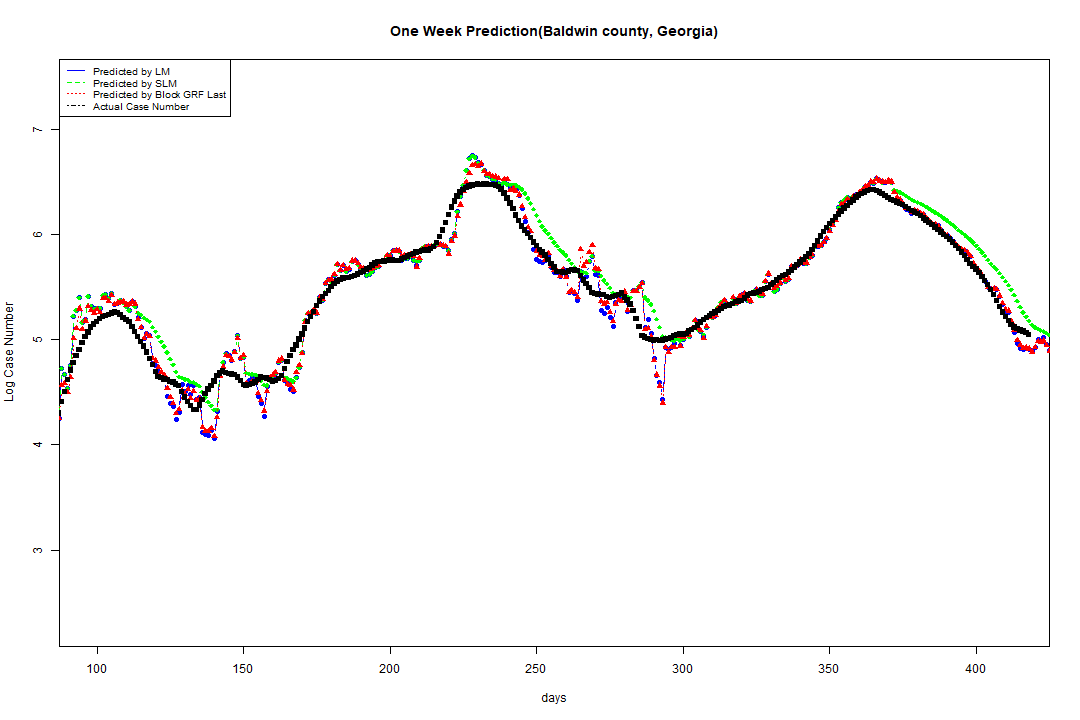 One Week Prediction(Baldwin county, Georgia)
Predicted by LM
Predicted by SLM
Predicted by Block GRF Last
Actual Case Number
Log Case Number
7
6
5
4
3
100 150 200 250 300 350 400
days